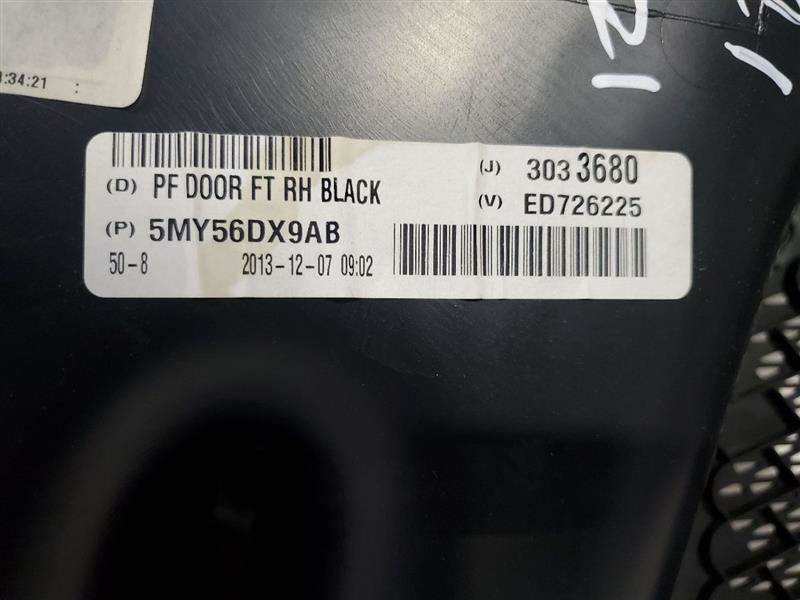 :34:21 :
(D) PF DOOR FT RH BLACK
(J) 303 3680
(V) ED726225
(P) 5MY56DX9AB
50-8 2013-12-07 09:02